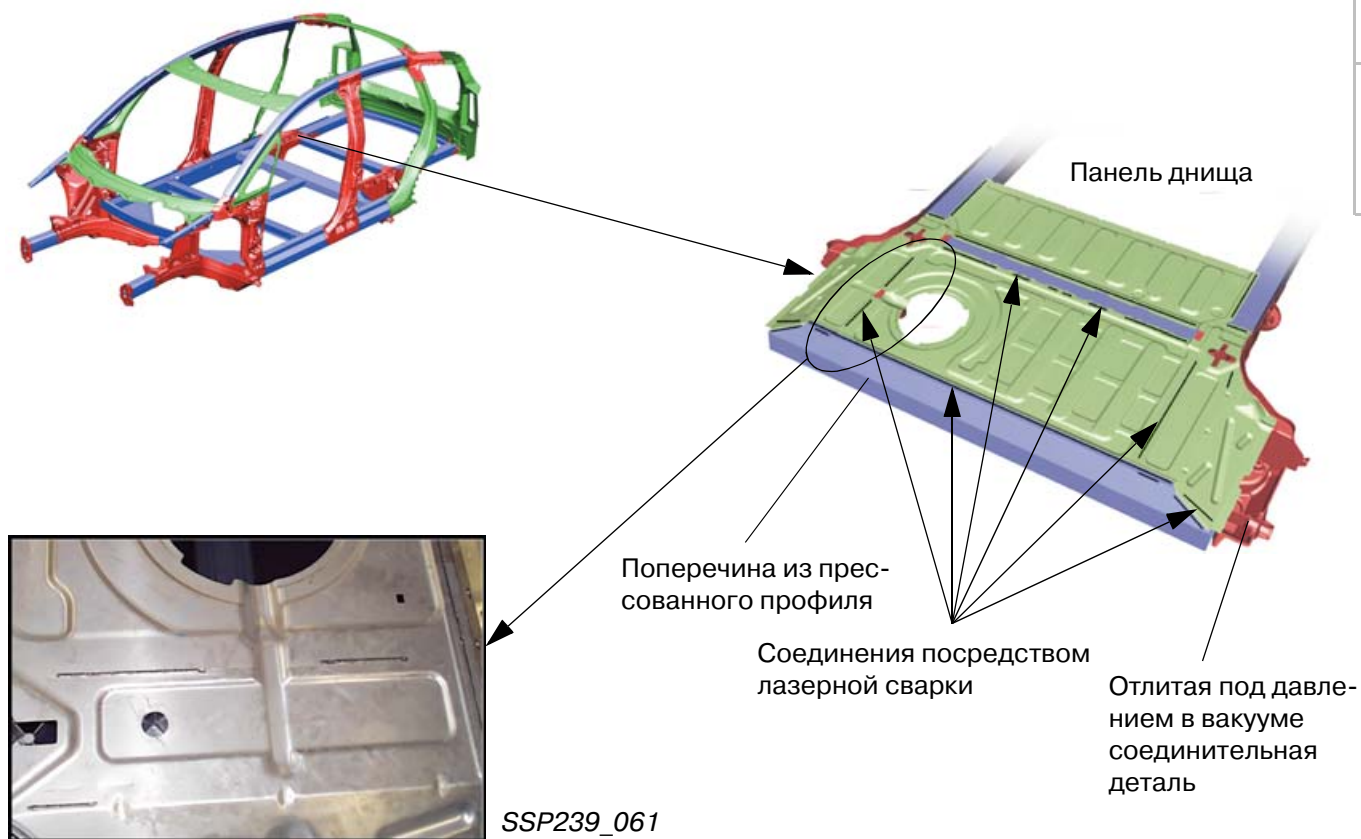 Панель днища
Поперечина из прес-
сованного профиля
Соединения посредством
лазерной сварки
Отлитая под давле-
нием в вакууме
соединительная
деталь
SSP239_061